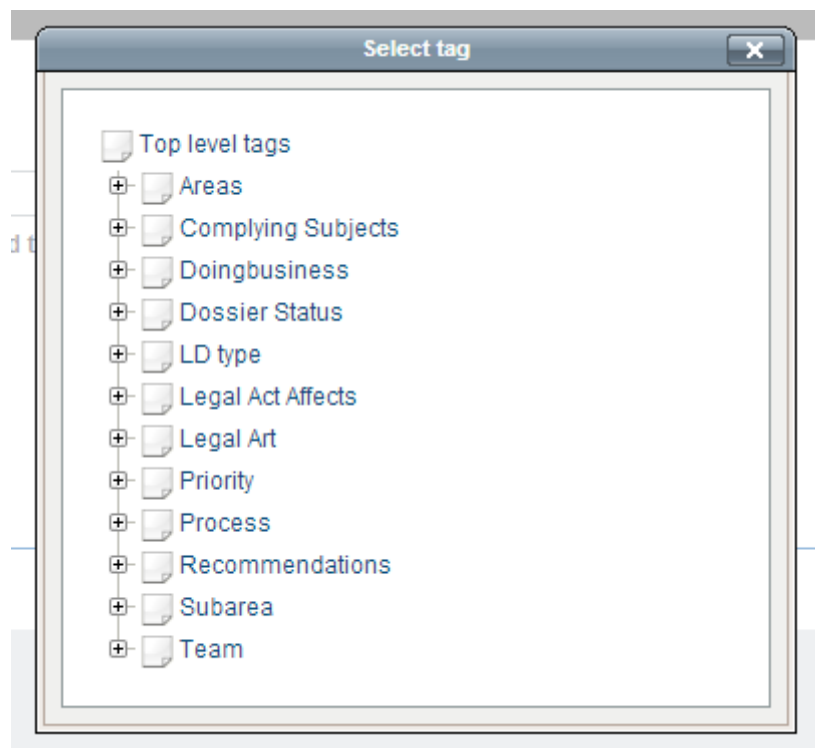 Select tag
Top level tags
Areas
Complying Subjects
d t
Doingbusiness
Dossier Status
LD type
Legal Act Affects
Legal Art
Priority
Process
Recommendations
Subarea
Team